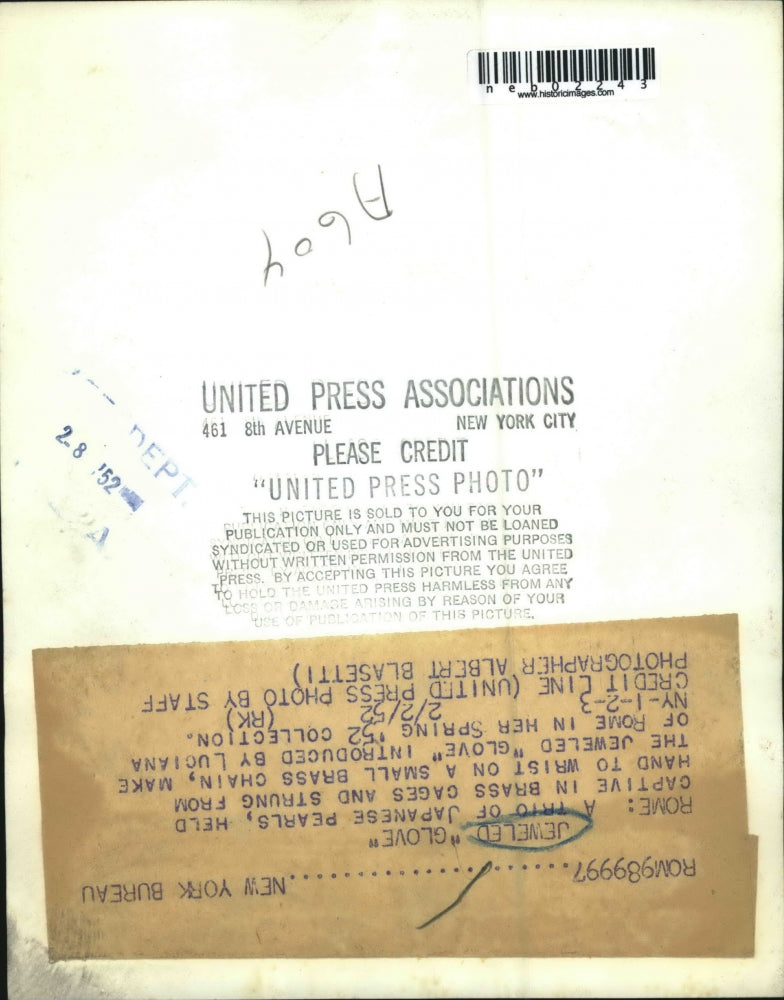 neb02243
www.historicimages.com
A604
UNITED PRESS ASSOCIATIONS
461 8th AVENUE NEW YORK CITY
PLEASE CREDIT
"UNITED PRESS PHOTO"
THIS PICTURE IS SOLD TO YOU FOR YOUR
PUBLICATION ONLY AND MUST NOT BE LOANED
SYNDICATED OR USED FOR ADVERTISING PURPOSES
WITHOUT WRITTEN PERMISSION FROM THE UNITED
PRESS. BY ACCEPTING THIS PICTURE YOU AGREE
TO HOLD THE UNITED PRESS HARMLESS FROM ANY
LOSS OR DAMAGE ARISING BY REASON OF YOUR
USE OF PUBLICATION OF THIS PICTURE.
DEPT.
28 '52
ROM989997....................NEW YORK BUREAU
JEWELED "GLOVE"
ROME: A TRIO OF JAPANESE PEARLS, HELD
CAPTIVE IN BRASS CAGES AND STRUNG FROM
HAND TO WRIST ON A SMALL BRASS CHAIN, MAKE
THE JEWELED "GLOVE" INTRODUCED BY LUCIANA
OF ROME IN HER SPRING '52 COLLECTION.
NY-1-2-3 2/2/52 (RK)
CREDIT LINE (UNITED PRESS PHOTO BY STAFF
PHOTOGRAPHER ALBERT BLASETTI)